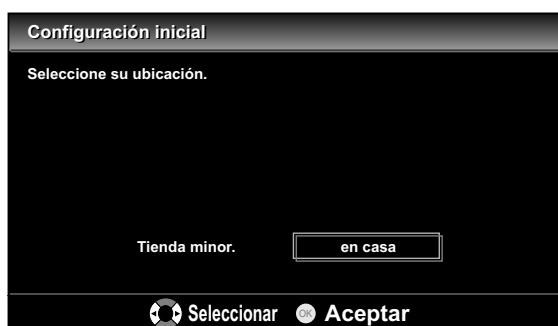 Configuración inicial
Seleccione su ubicación.
Tienda minor. en casa
Seleccionar OK Aceptar